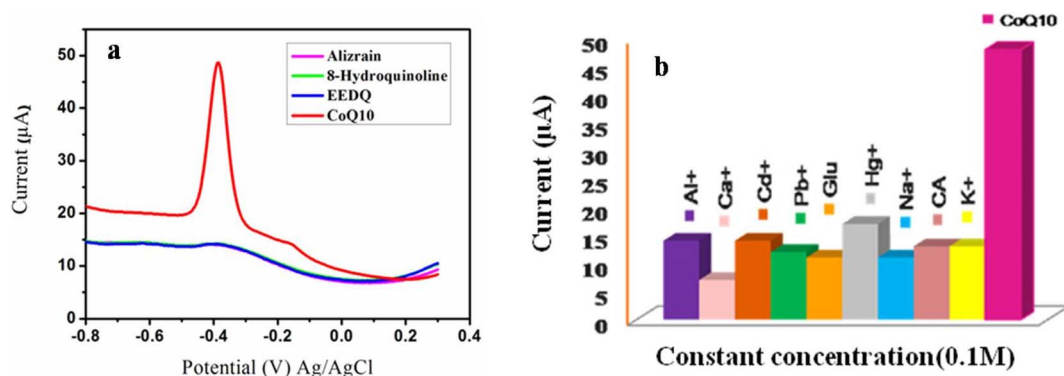 a
Alizrain
8-Hydroquinoline
EEDQ
CoQ10
Current (µA)
50
40
30
20
10
0
-0.8 -0.6 -0.4 -0.2 0.0 0.2 0.4
Potential (V) Ag/AgCl
b
CoQ10
Current (µA)
50
45
40
35
30
25
20
15
10
5
0
Al+
Ca+
Cd+
Pb+
Glu
Hg+
Na+
CA
K+
Constant concentration(0.1M)